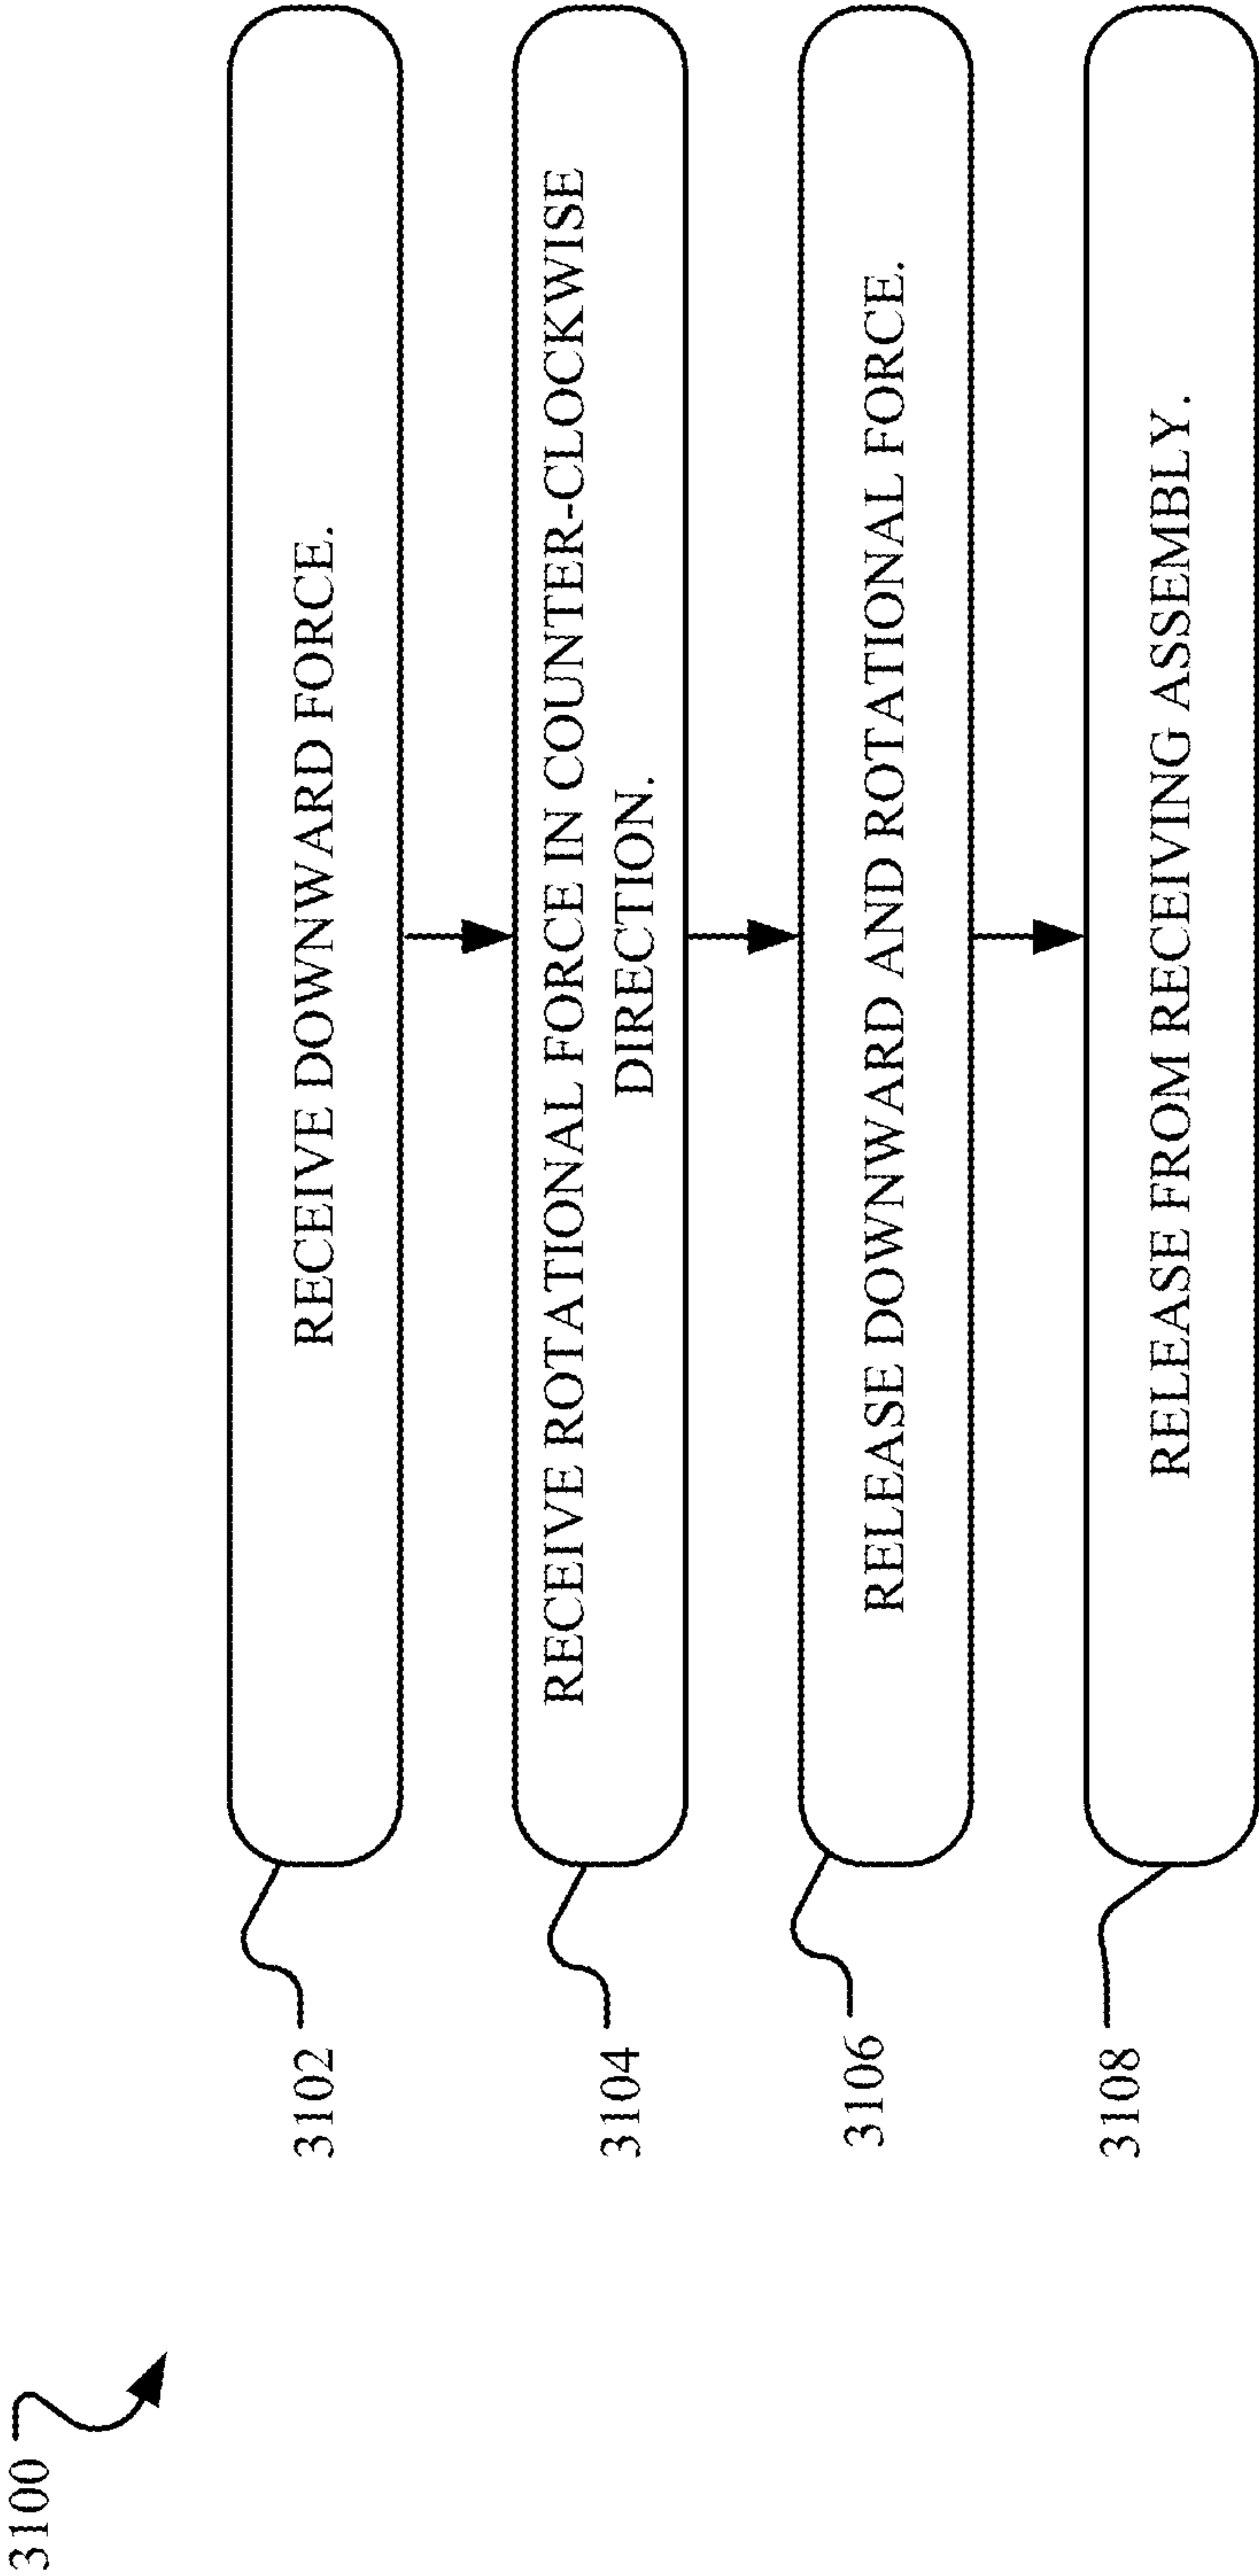 3100
3102
RECEIVE DOWNWARD FORCE.
3104
RECEIVE ROTATIONAL FORCE IN COUNTER-CLOCKWISE
DIRECTION.
3106
RELEASE DOWNWARD AND ROTATIONAL FORCE.
3108
RELEASE FROM RECEIVING ASSEMBLY.